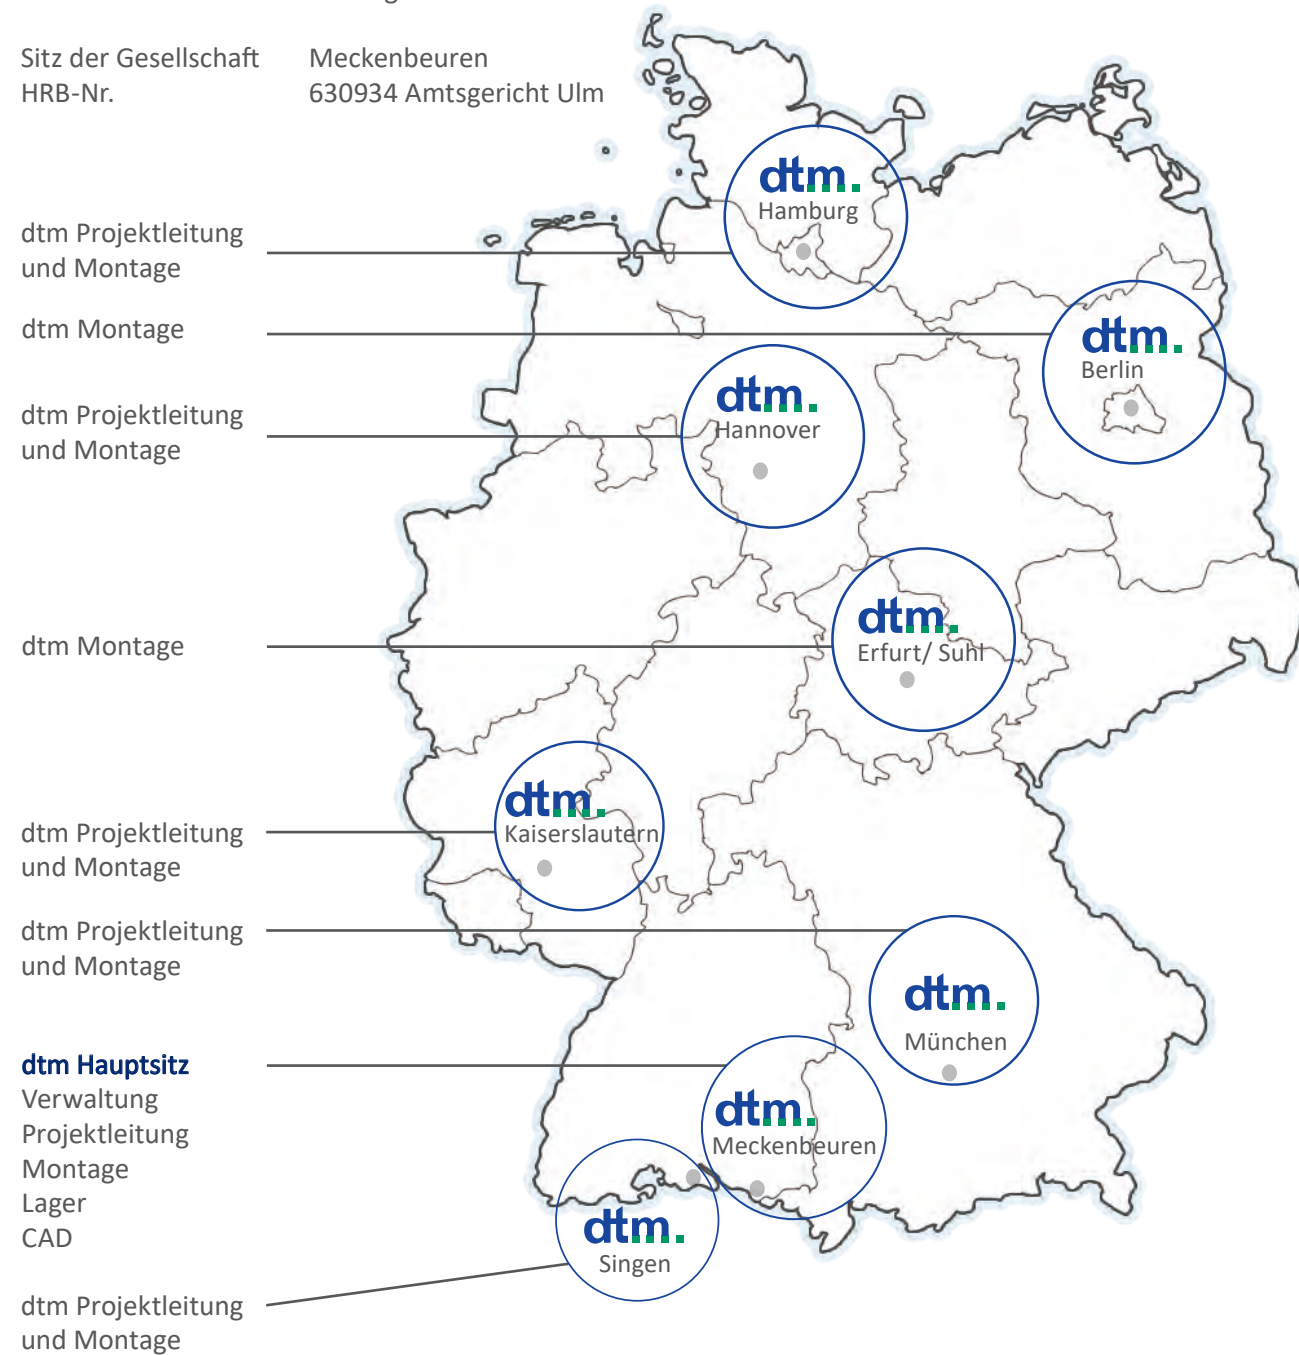 Sitz der Gesellschaft Meckenbeuren
HRB-Nr. 630934 Amtsgericht Ulm
dtm.
Hamburg
dtm Projektleitung
und Montage
dtm Montage
dtm.
Berlin
dtm.
Hannover
dtm Projektleitung
und Montage
dtm.
Erfurt/ Suhl
dtm Montage
dtm.
Kaiserslautern
dtm Projektleitung
und Montage
dtm Projektleitung
und Montage
dtm.
München
dtm Hauptsitz
Verwaltung
Projektleitung
Montage
Lager
CAD
dtm.
Meckenbeuren
dtm.
Singen
dtm Projektleitung
und Montage